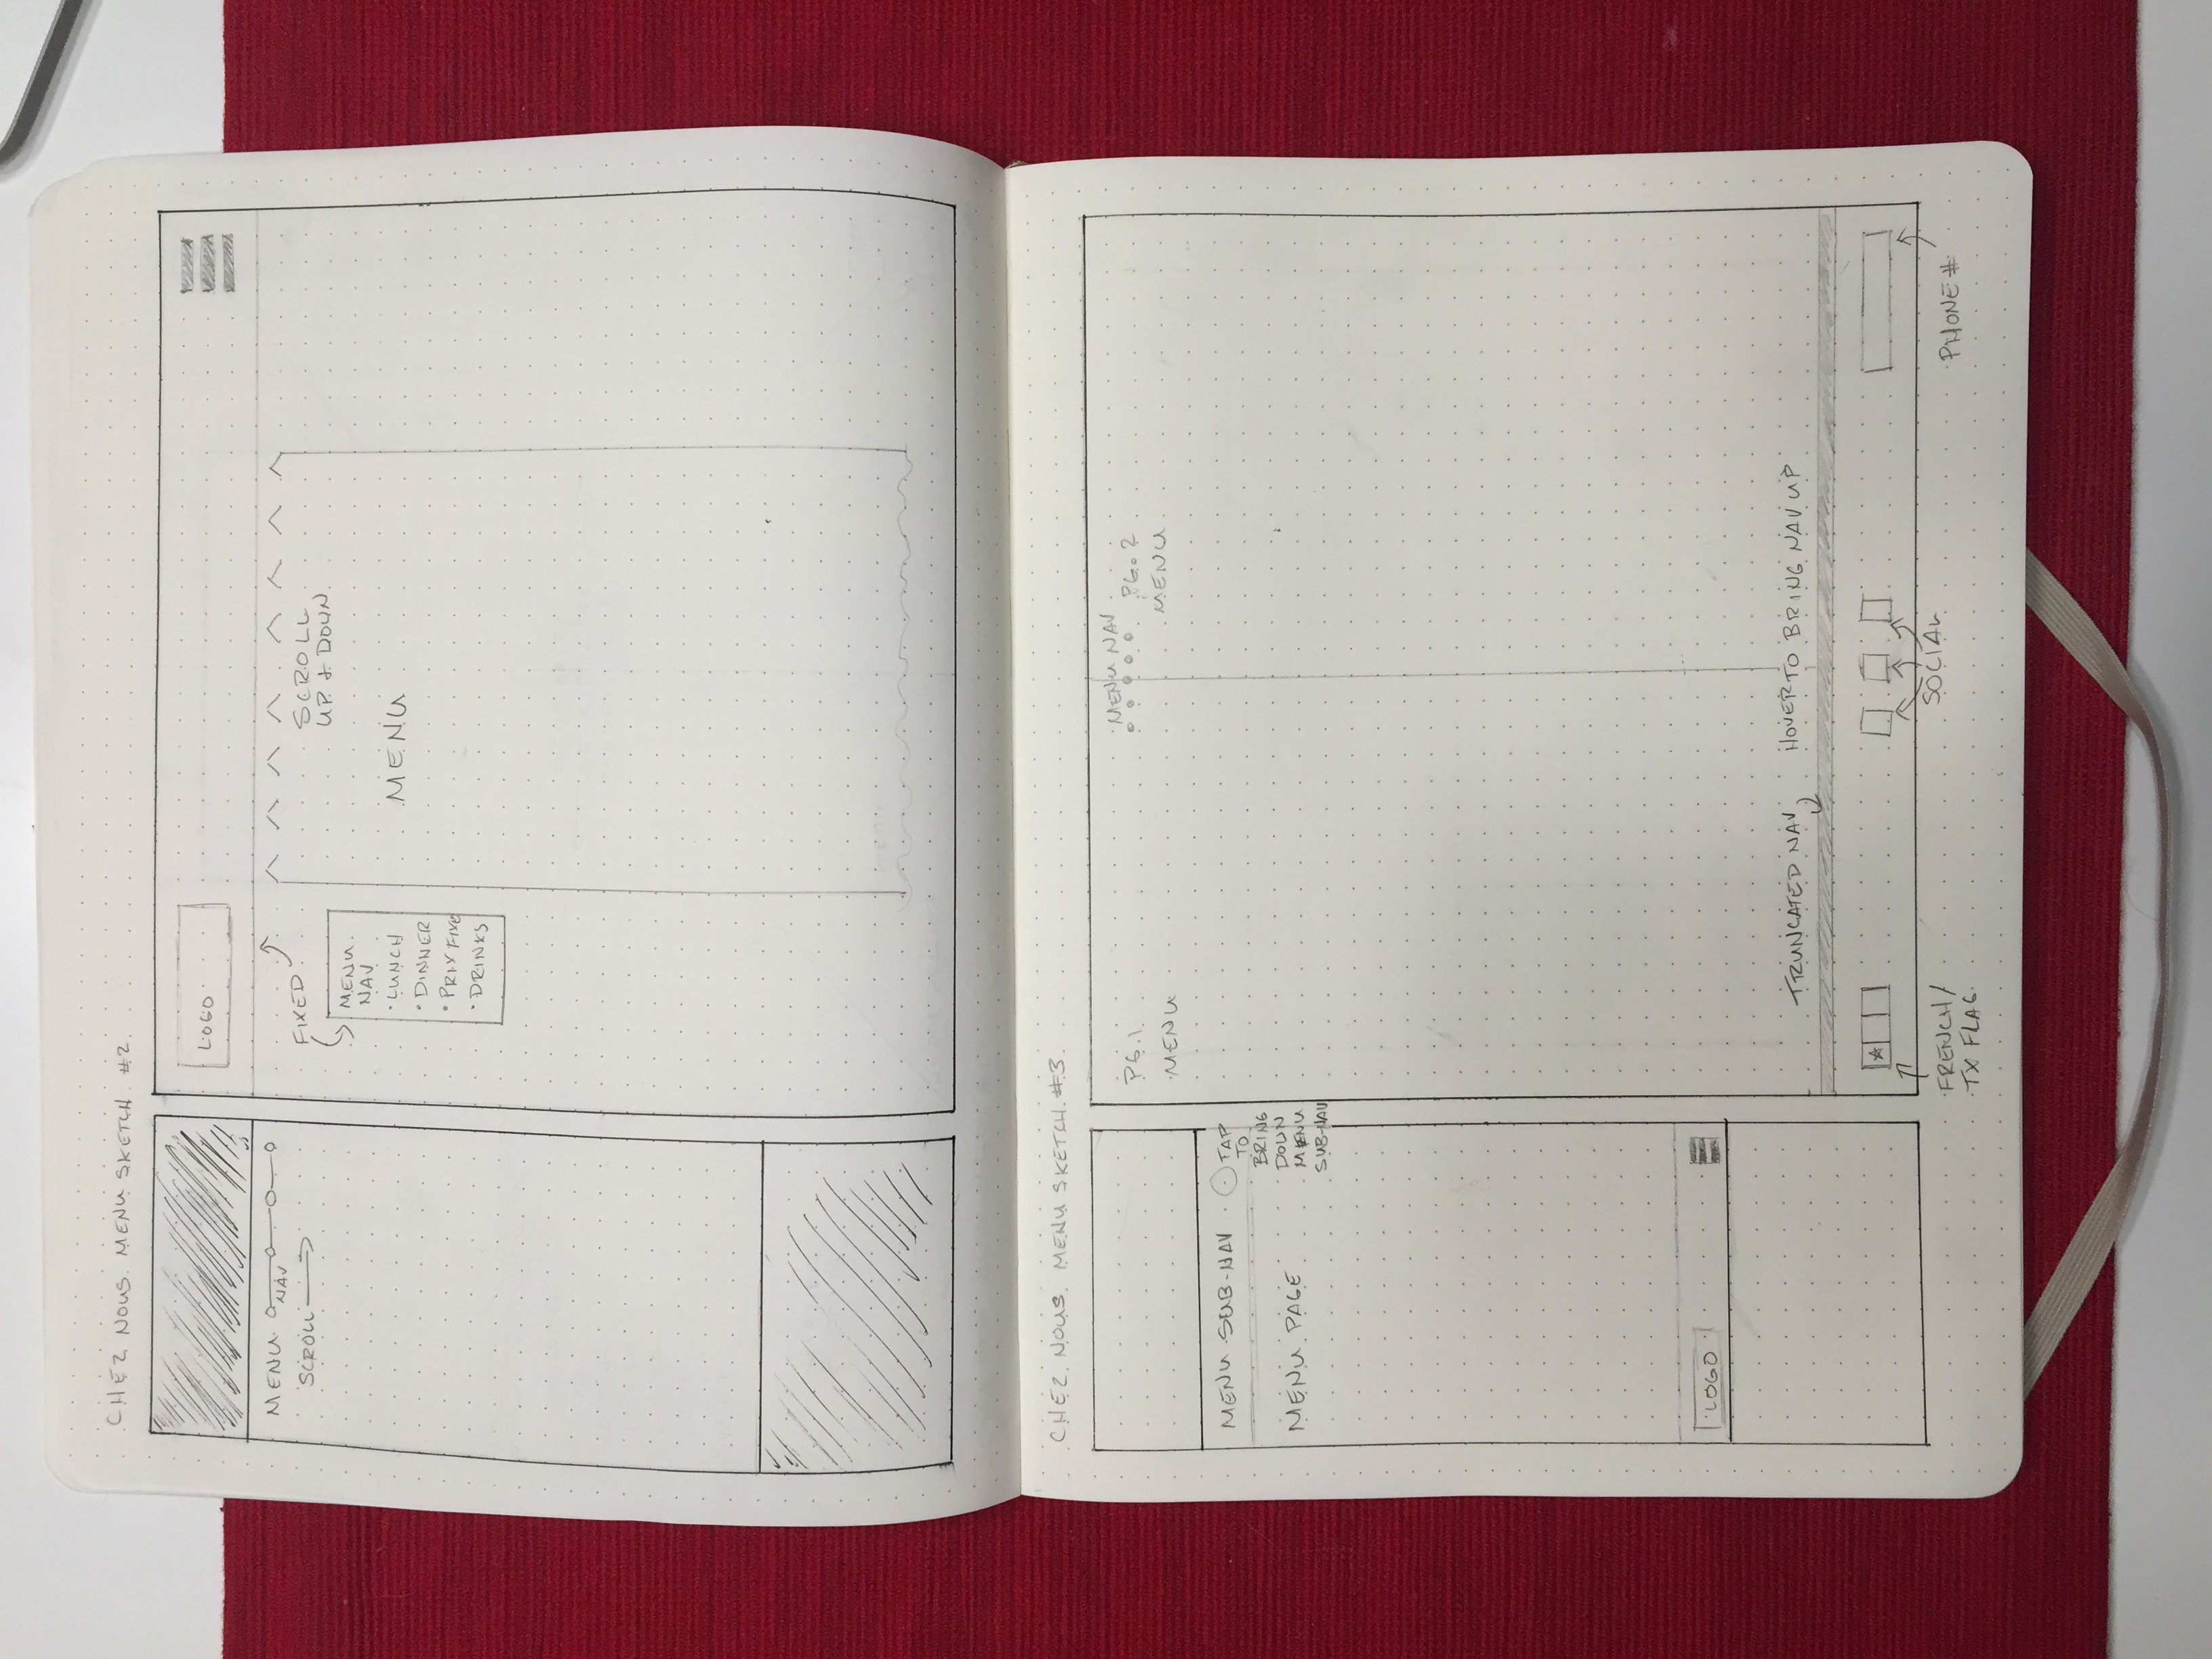 CHEZ NOUS MENU SKETCH #2
MENU
NAV
SCROLL
LOGO
FIXED
MENU
NAV
• LUNCH
• DINNER
• PRIX FIXE
• DRINKS
SCROLL
UP & DOWN
MENU
CHEZ NOUS MENU SKETCH #3
MENU SUB-NAV
TAP
TO
BRING
DOWN
MENU
SUB-NAV
MENU PAGE
LOGO
MENU NAV
PG. 1
MENU
PG. 2
MENU
TRUNCATED NAV
HOVER TO BRING NAV UP
FRENCH/
TX FLAG
SOCIAL
PHONE #